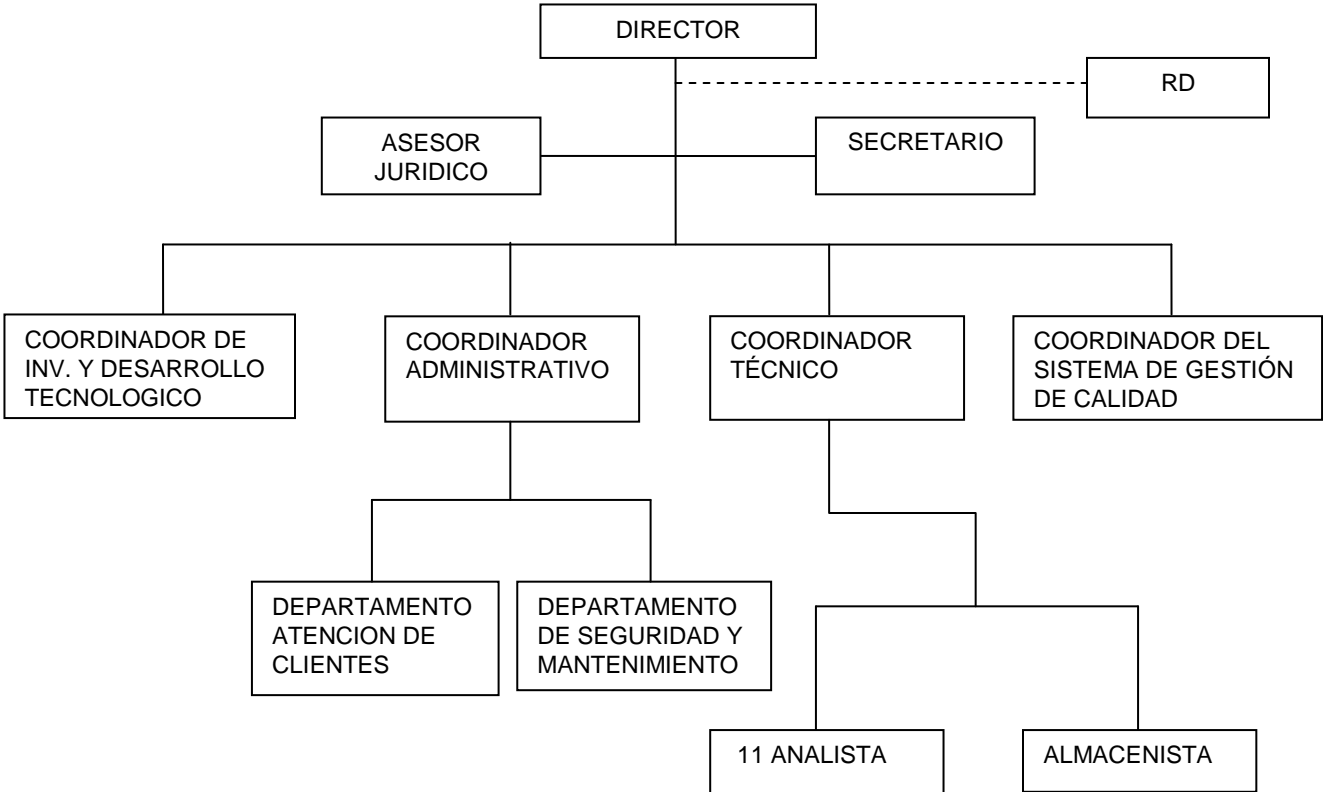 DIRECTOR
RD
ASESOR
JURIDICO
SECRETARIO
COORDINADOR DE
INV. Y DESARROLLO
TECNOLOGICO
COORDINADOR
ADMINISTRATIVO
COORDINADOR
TÉCNICO
COORDINADOR DEL
SISTEMA DE GESTIÓN
DE CALIDAD
DEPARTAMENTO
ATENCION DE
CLIENTES
DEPARTAMENTO
DE SEGURIDAD Y
MANTENIMIENTO
11 ANALISTA
ALMACENISTA